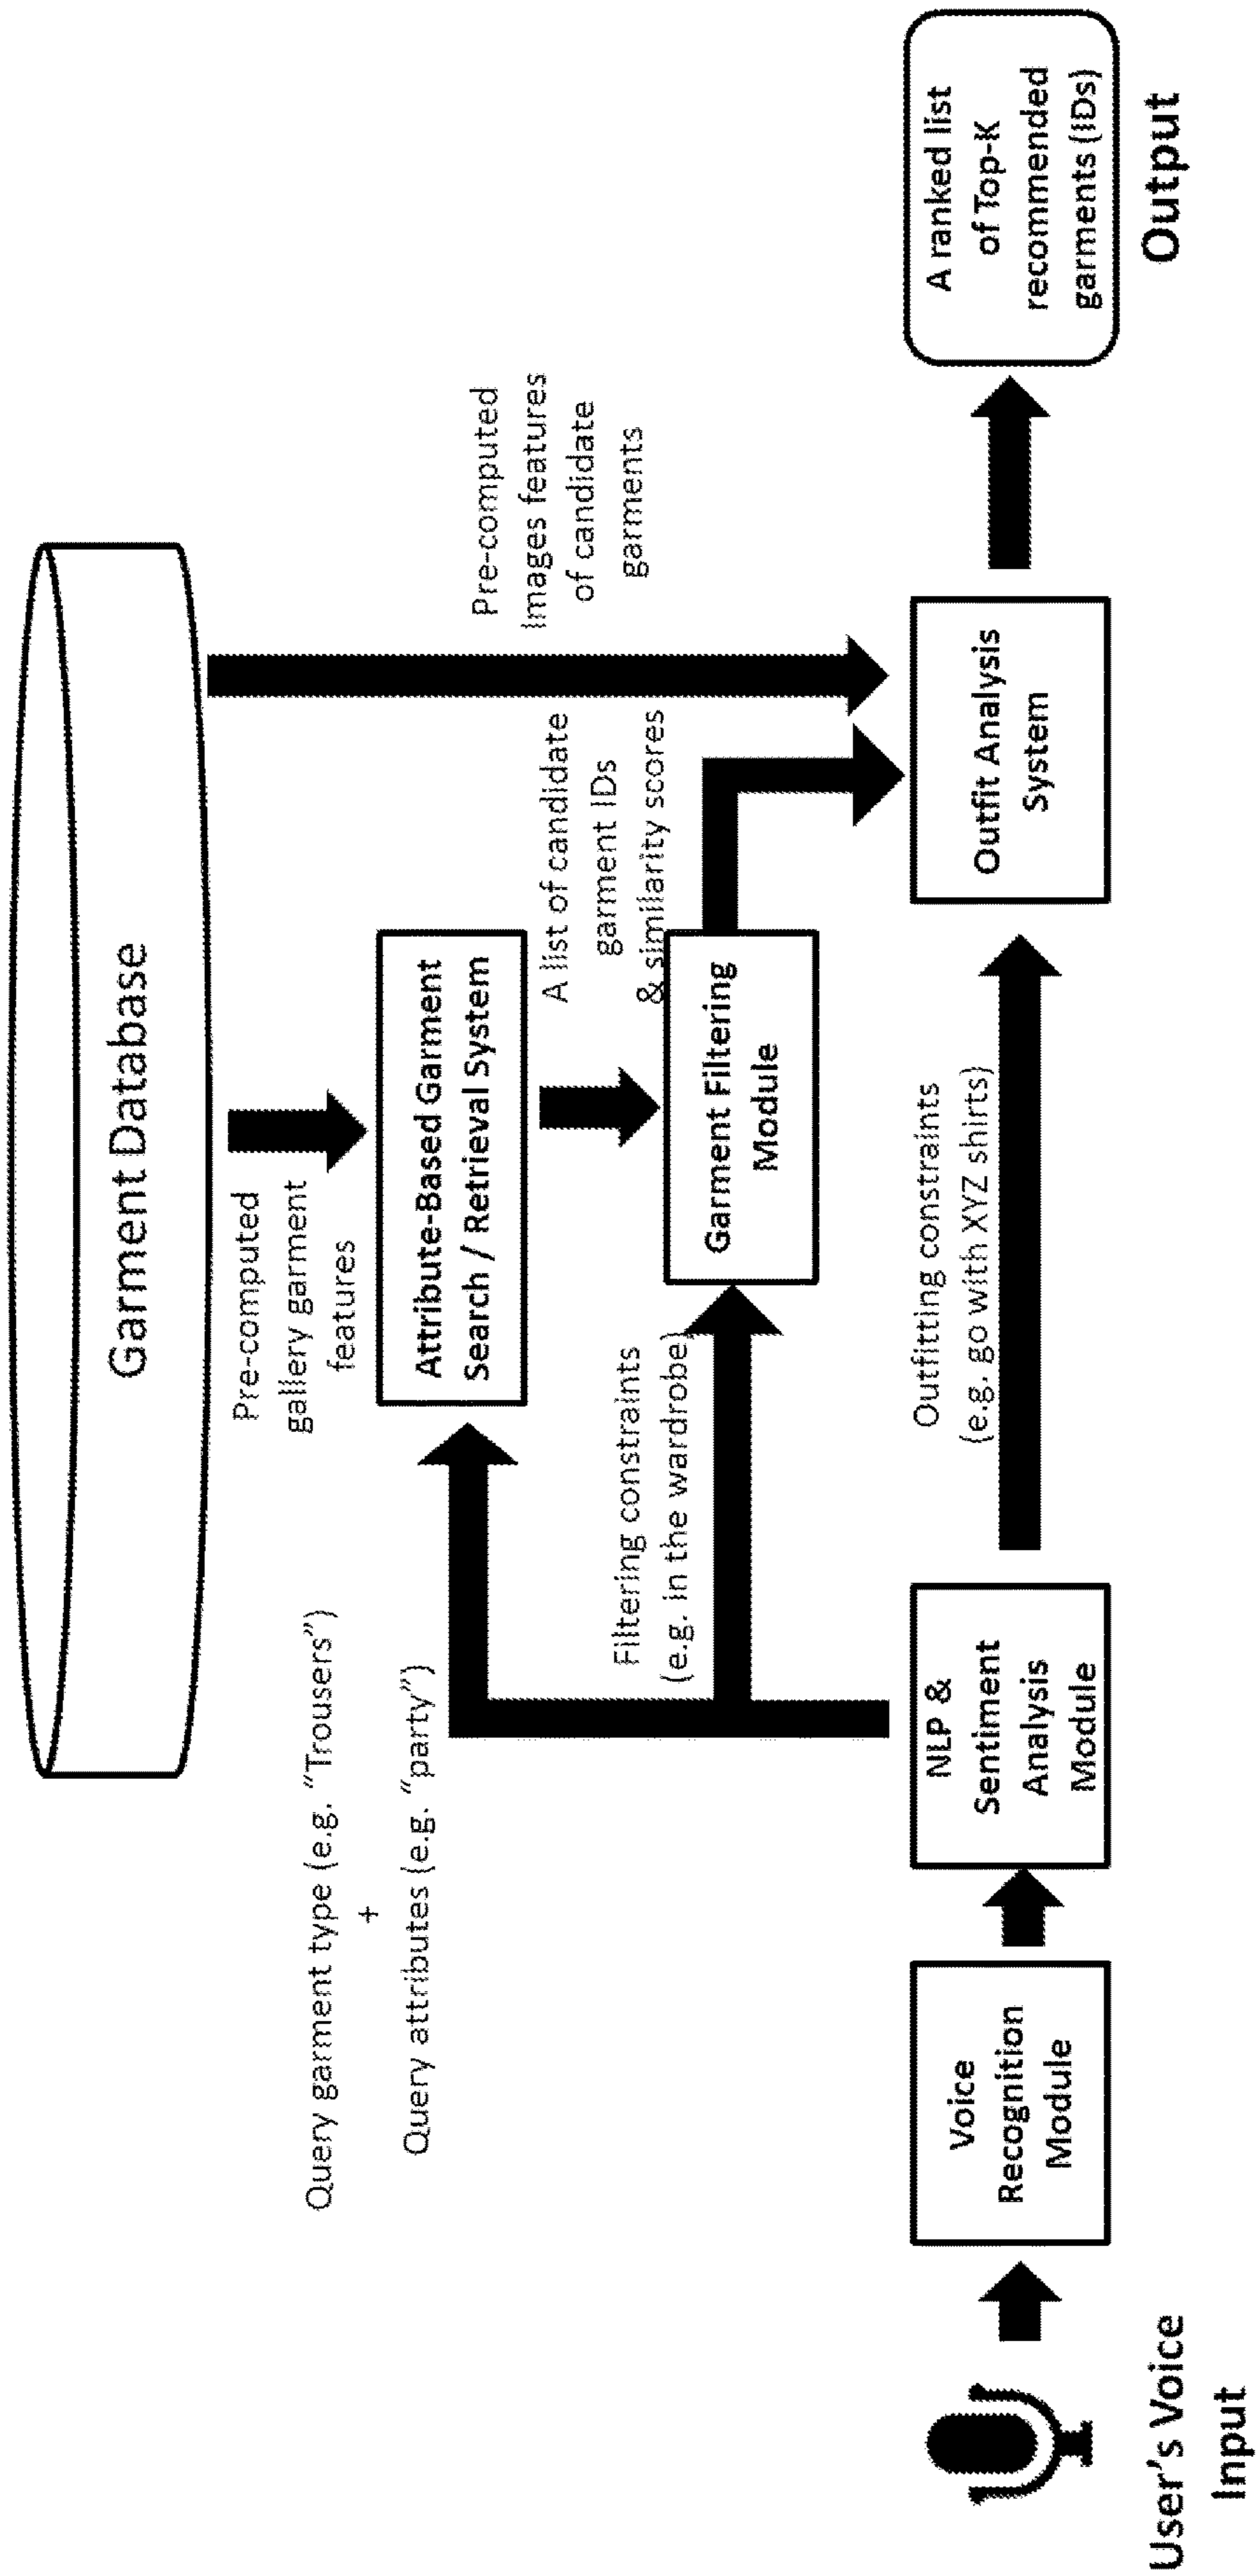 Garment Database
Query garment type (e.g. "Trousers")
+
Query attributes (e.g. "party")
Pre-computed
gallery garment
features
Attribute-Based Garment
Search / Retrieval System
Pre-computed
Images features
of candidate
garments
A list of candidate
garment IDs
& similarity scores
Filtering constraints
(e.g. in the wardrobe)
Garment Filtering
Module
User's Voice
Input
Voice
Recognition
Module
NLP &
Sentiment
Analysis
Module
Outfitting constraints
(e.g. go with XYZ shirts)
Outfit Analysis
System
A ranked list
of Top-K
recommended
garments (IDs)
Output